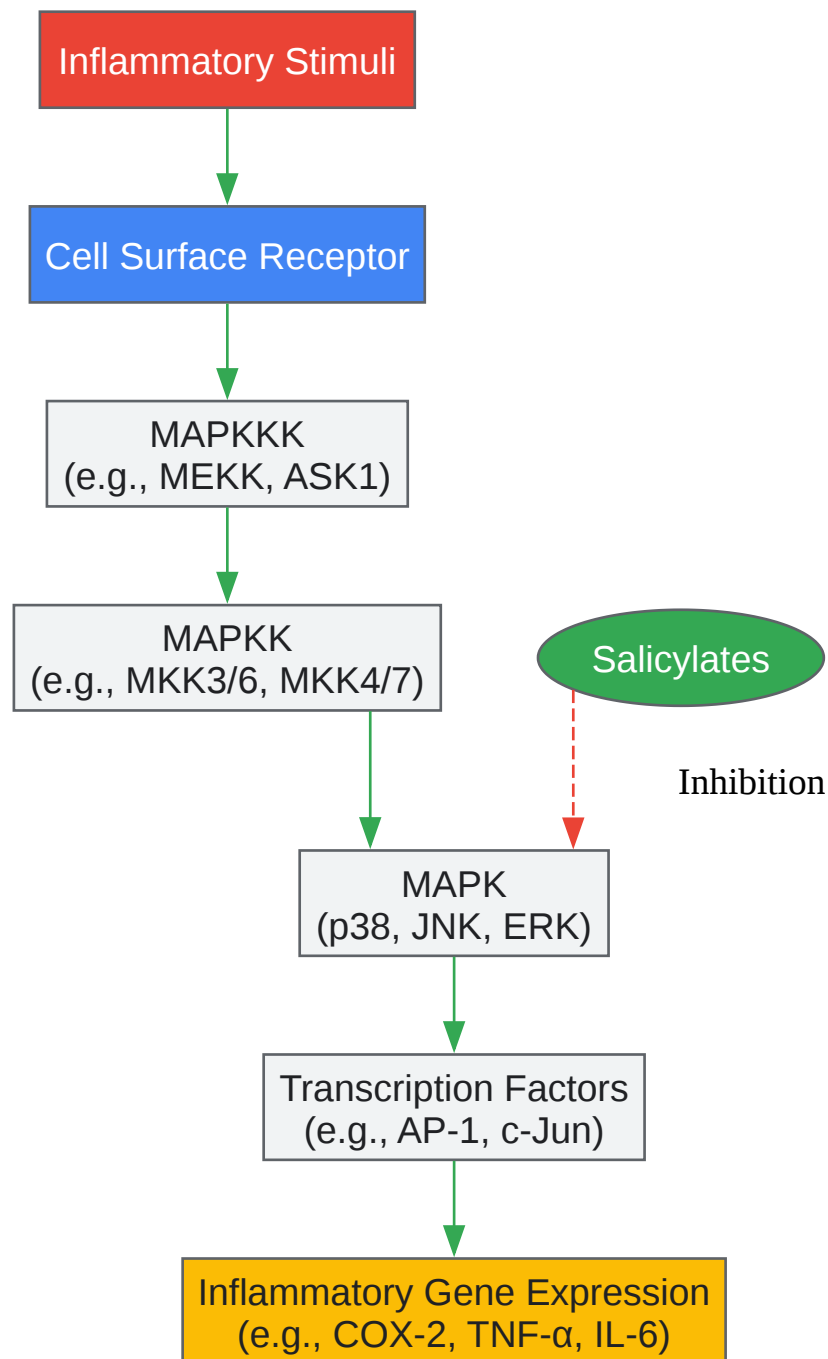 Inflammatory Stimuli
Cell Surface Receptor
MAPKKK
(e.g., MEKK, ASK1)
MAPKK
(e.g., MKK3/6, MKK4/7)
Salicylates
Inhibition
MAPK
(p38, JNK, ERK)
Transcription Factors
(e.g., AP-1, c-Jun)
Inflammatory Gene Expression
(e.g., COX-2, TNF-α, IL-6)